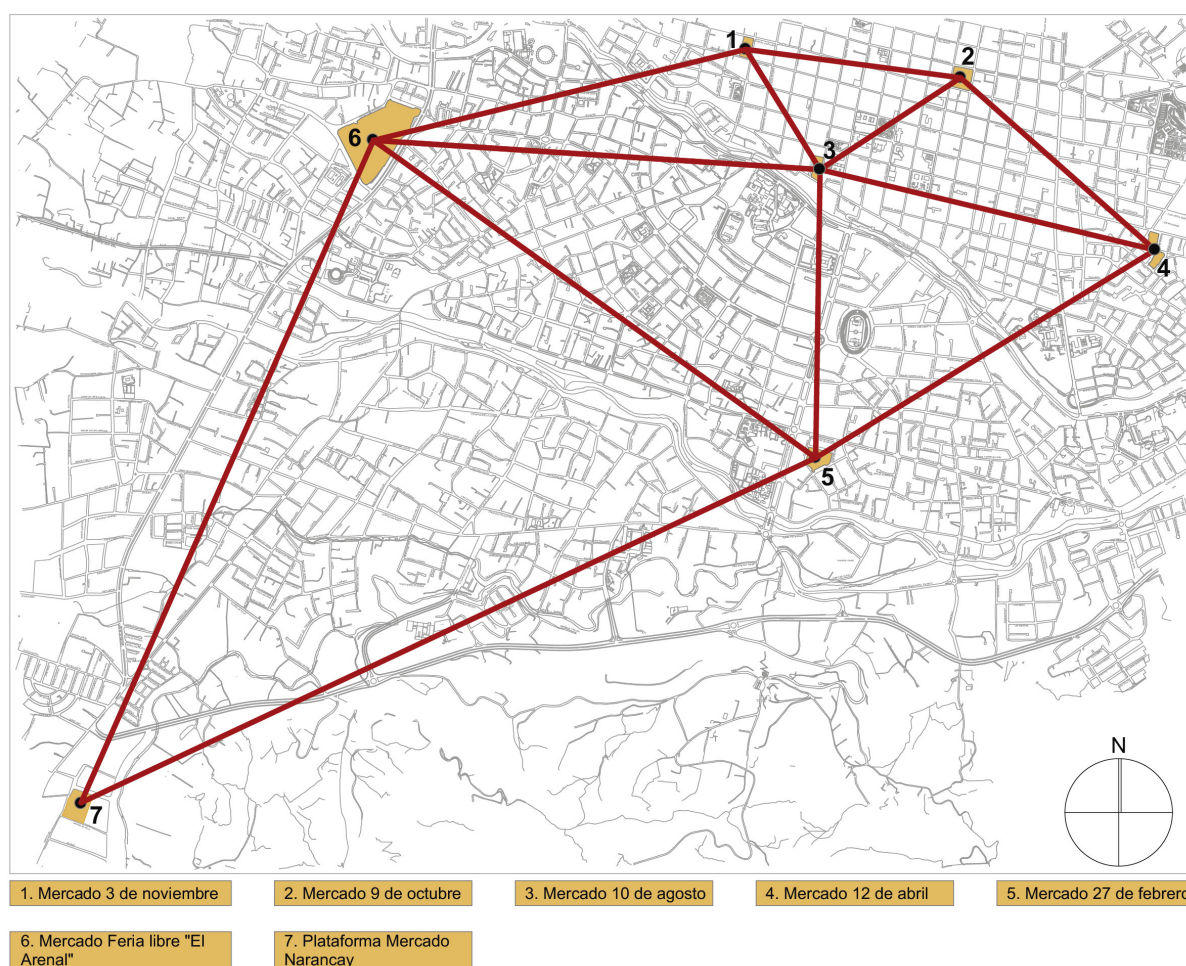 1
2
6
3
4
5
N
7
1. Mercado 3 de noviembre
2. Mercado 9 de octubre
3. Mercado 10 de agosto
4. Mercado 12 de abril
5. Mercado 27 de febrero
6. Mercado Feria libre "El
Arenal"
7. Plataforma Mercado
Narancay